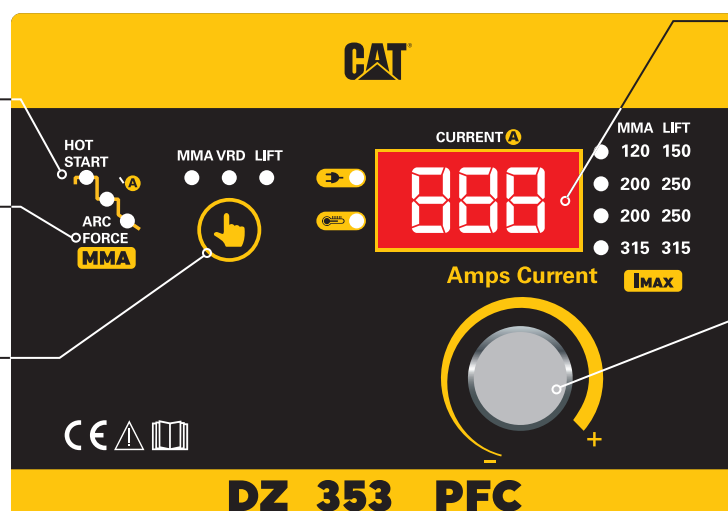 CAT
HOT
START
A
ARC
FORCE
MMA
MMA VRD LIFT
CURRENT A
888
MMA LIFT
120 150
200 250
200 250
315 315
IMAX
Amps Current
- +
CE
DZ 353 PFC